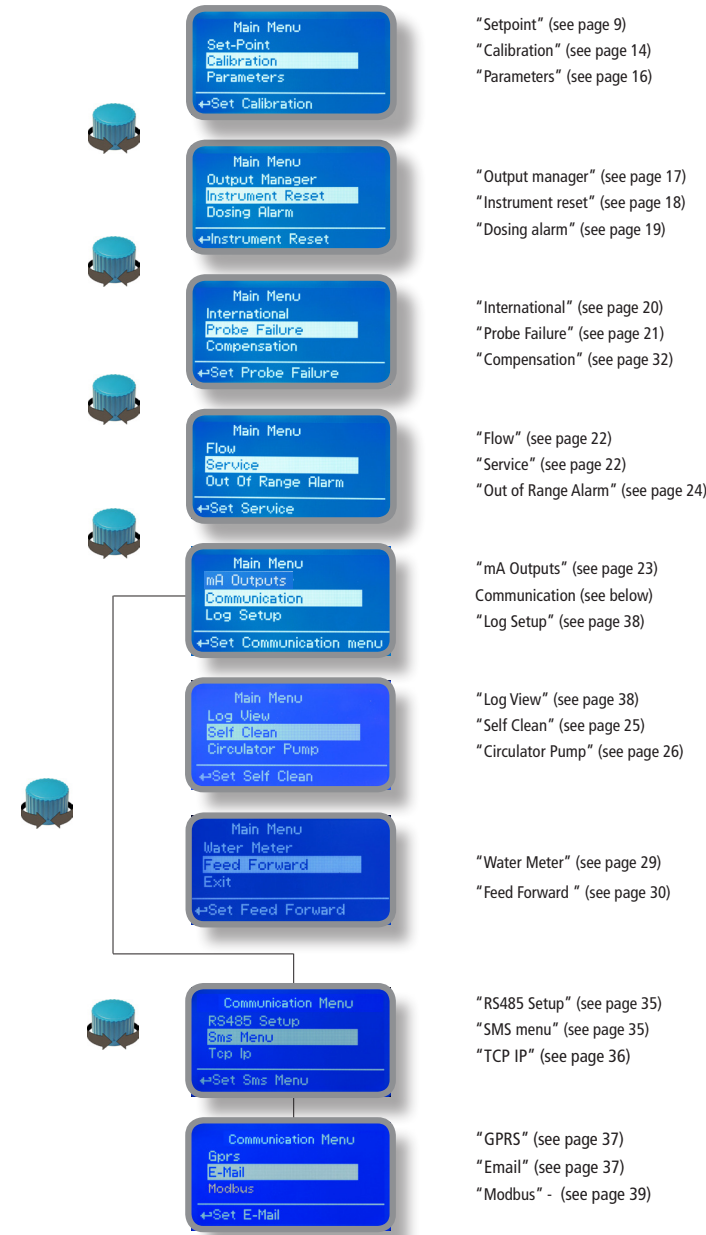 Main Menu
Set-Point
Calibration
Parameters
↩Set Calibration
"Setpoint" (see page 9)
"Calibration" (see page 14)
"Parameters" (see page 16)
Main Menu
Output Manager
Instrument Reset
Dosing Alarm
↩Instrument Reset
"Output manager" (see page 17)
"Instrument reset" (see page 18)
"Dosing alarm" (see page 19)
Main Menu
International
Probe Failure
Compensation
↩Set Probe Failure
"International" (see page 20)
"Probe Failure" (see page 21)
"Compensation" (see page 32)
Main Menu
Flow
Service
Out Of Range Alarm
↩Set Service
"Flow" (see page 22)
"Service" (see page 22)
"Out of Range Alarm" (see page 24)
Main Menu
mA Outputs
Communication
Log Setup
↩Set Communication menu
"mA Outputs" (see page 23)
Communication (see below)
"Log Setup" (see page 38)
Main Menu
Log View
Self Clean
Circulator Pump
↩Set Self Clean
"Log View" (see page 38)
"Self Clean" (see page 25)
"Circulator Pump" (see page 26)
Main Menu
Water Meter
Feed Forward
Exit
↩Set Feed Forward
"Water Meter" (see page 29)
"Feed Forward " (see page 30)
Communication Menu
RS485 Setup
Sms Menu
Tcp Ip
↩Set Sms Menu
"RS485 Setup" (see page 35)
"SMS menu" (see page 35)
"TCP IP" (see page 36)
Communication Menu
Gprs
E-Mail
Modbus
↩Set E-Mail
"GPRS" (see page 37)
"Email" (see page 37)
"Modbus" - (see page 39)